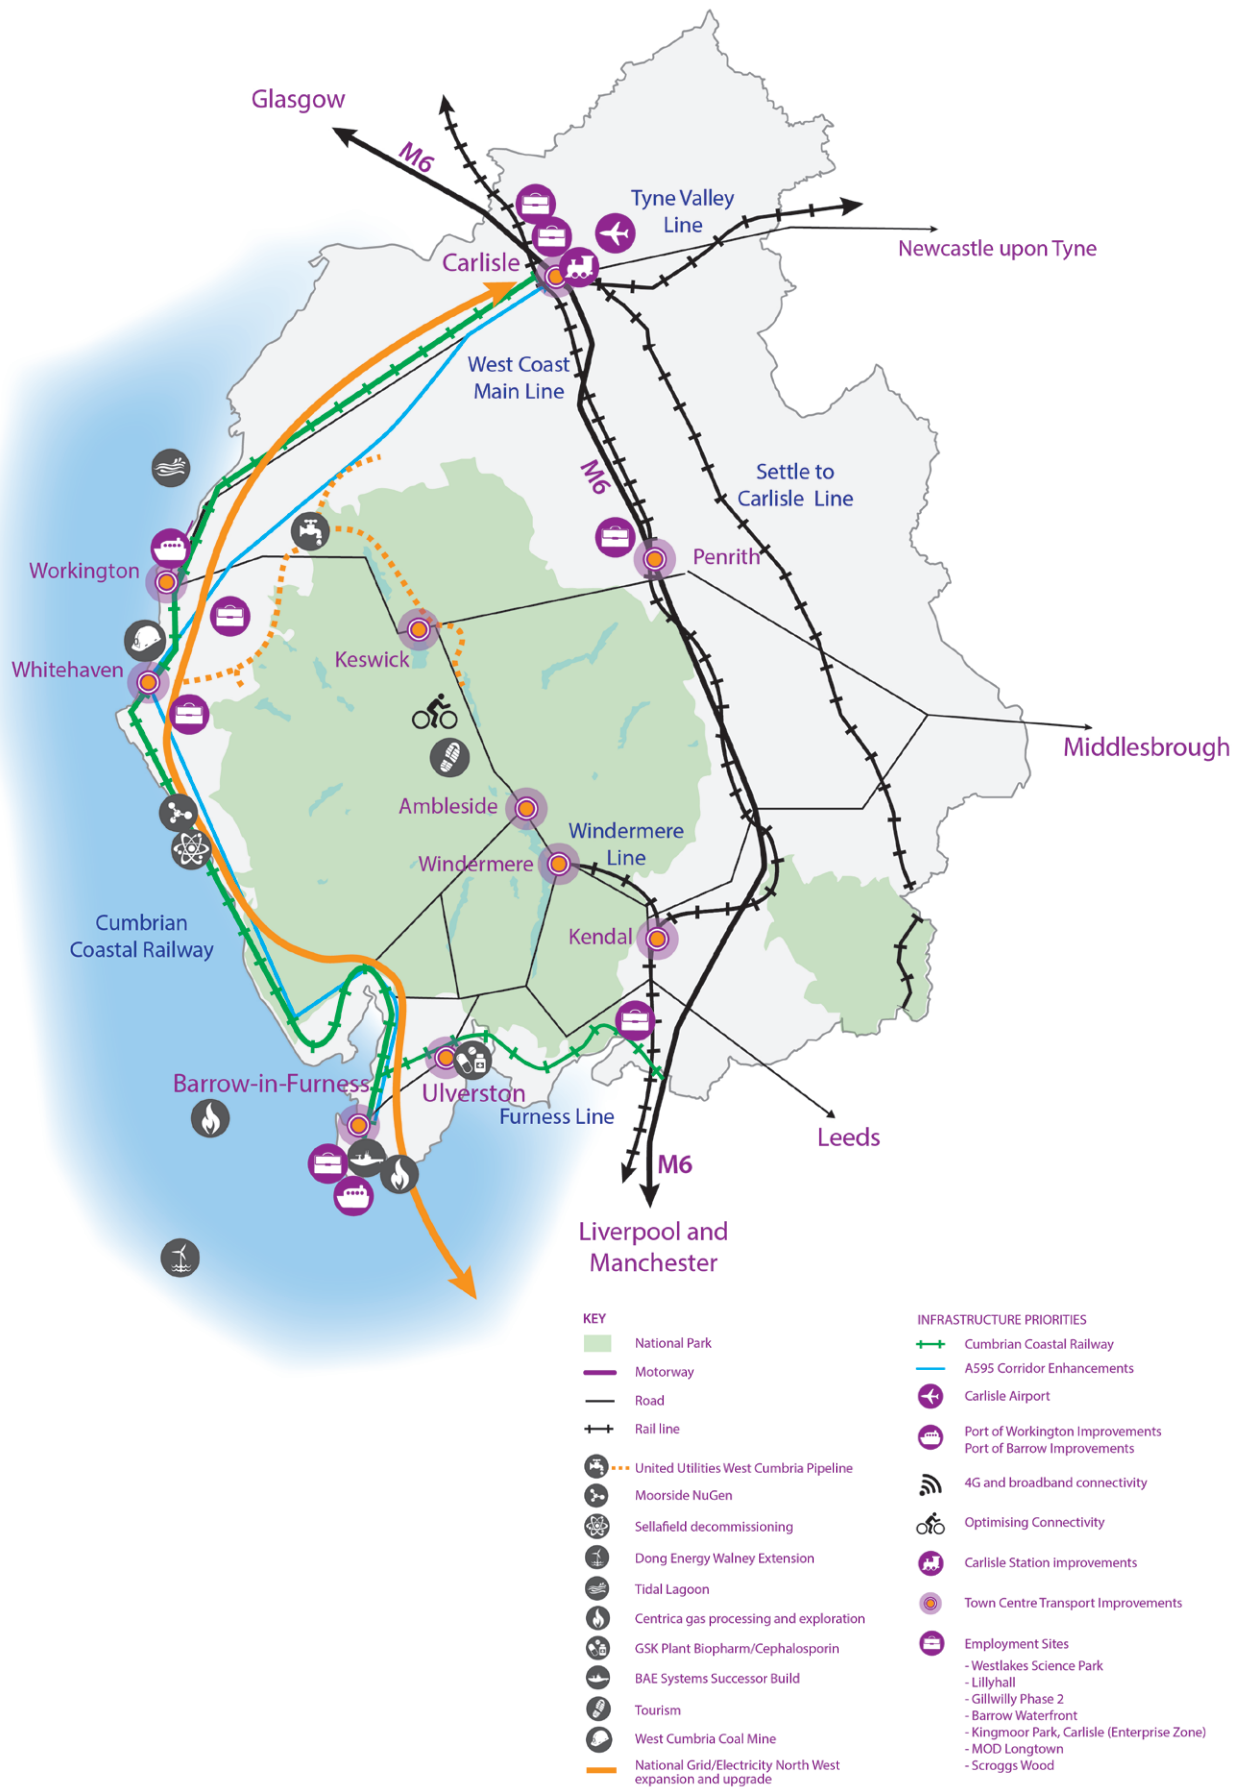 Glasgow
M6
Tyne Valley
Line
Newcastle upon Tyne
Carlisle
West Coast
Main Line
M6
Settle to
Carlisle Line
Workington
Penrith
Whitehaven
Keswick
Middlesbrough
Ambleside
Windermere
Line
Windermere
Cumbrian
Coastal Railway
Kendal
Barrow-in-Furness
Ulverston
Furness Line
Leeds
M6
Liverpool and
Manchester
KEY
National Park
Motorway
Road
Rail line
United Utilities West Cumbria Pipeline
Moorside NuGen
Sellafield decommissioning
Dong Energy Walney Extension
Tidal Lagoon
Centrica gas processing and exploration
GSK Plant Biopharm/Cephalosporin
BAE Systems Successor Build
Tourism
West Cumbria Coal Mine
National Grid/Electricity North West
expansion and upgrade
INFRASTRUCTURE PRIORITIES
Cumbrian Coastal Railway
A595 Corridor Enhancements
Carlisle Airport
Port of Workington Improvements
Port of Barrow Improvements
4G and broadband connectivity
Optimising Connectivity
Carlisle Station improvements
Town Centre Transport Improvements
Employment Sites
- Westlakes Science Park
- Lillyhall
- Gillwilly Phase 2
- Barrow Waterfront
- Kingmoor Park, Carlisle (Enterprise Zone)
- MOD Longtown
- Scroggs Wood